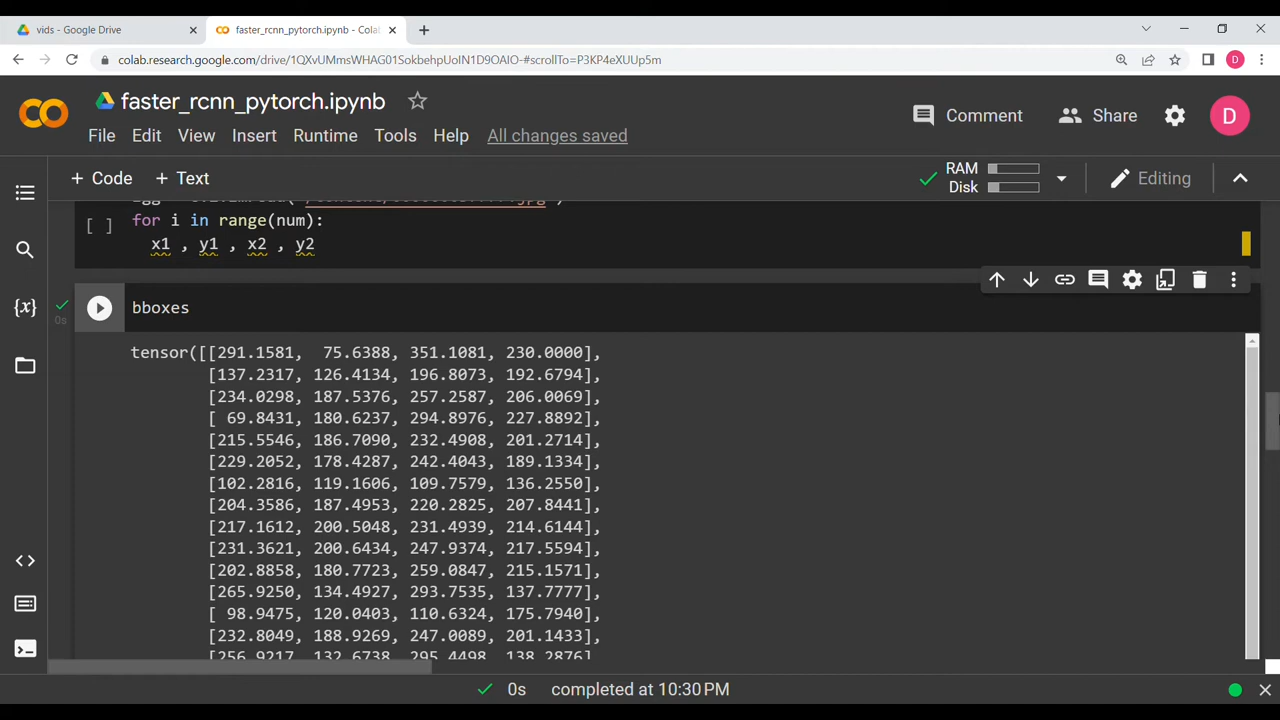 vids - Google Drive
faster_rcnn_pytorch.ipynb - Colab
colab.research.google.com/drive/1QXvUMmsWHAG01SokbehpUoIN1D9OAIO-#scrollTo=P3KP4eXUUp5m
D
CO
faster_rcnn_pytorch.ipynb
File Edit View Insert Runtime Tools Help All changes saved
Comment Share D
+ Code + Text
RAM
Disk
Editing
[ ] for i in range(num):
x1 , y1 , x2 , y2
{x}
0s
bboxes
tensor([[291.1581, 75.6388, 351.1081, 230.0000],
[137.2317, 126.4134, 196.8073, 192.6794],
[234.0298, 187.5376, 257.2587, 206.0069],
[ 69.8431, 180.6237, 294.8976, 227.8892],
[215.5546, 186.7090, 232.4908, 201.2714],
[229.2052, 178.4287, 242.4043, 189.1334],
[102.2816, 119.1606, 109.7579, 136.2550],
[204.3586, 187.4953, 220.2825, 207.8441],
[217.1612, 200.5048, 231.4939, 214.6144],
[231.3621, 200.6434, 247.9374, 217.5594],
[202.8858, 180.7723, 259.0847, 215.1571],
[265.9250, 134.4927, 293.7535, 137.7777],
[ 98.9475, 120.0403, 110.6324, 175.7940],
[232.8049, 188.9269, 247.0089, 201.1433],
[256.9217, 132.6738, 295.4498, 138.2876]
0s completed at 10:30 PM